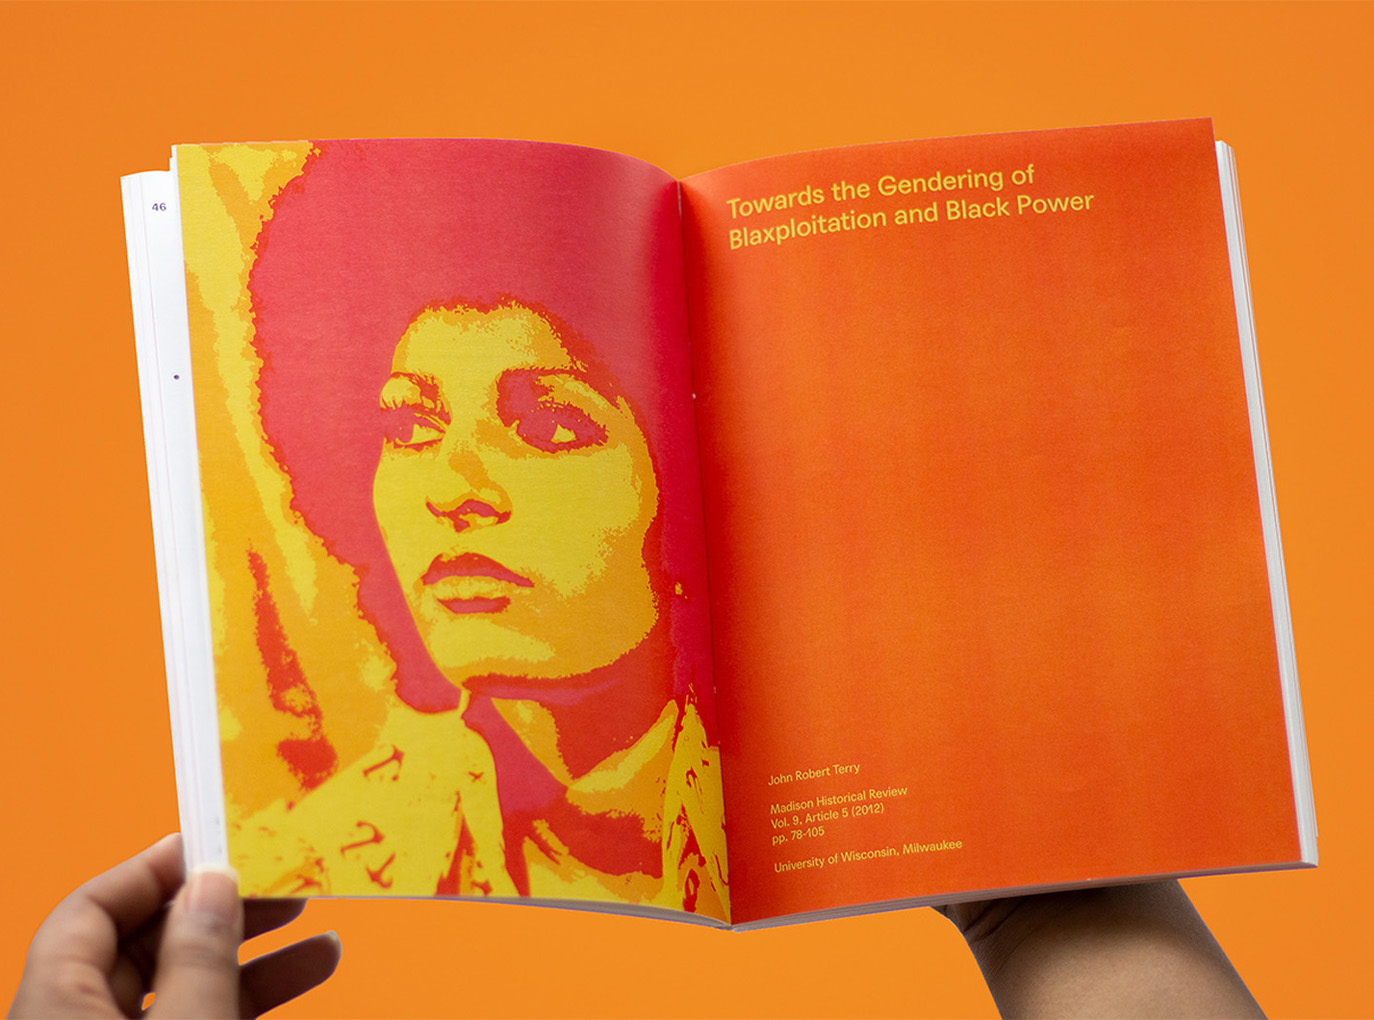 46
Towards the Gendering of
Blaxploitation and Black Power
John Robert Terry
Madison Historical Review
Vol. 9, Article 5 (2012)
pp. 78-105
University of Wisconsin, Milwaukee